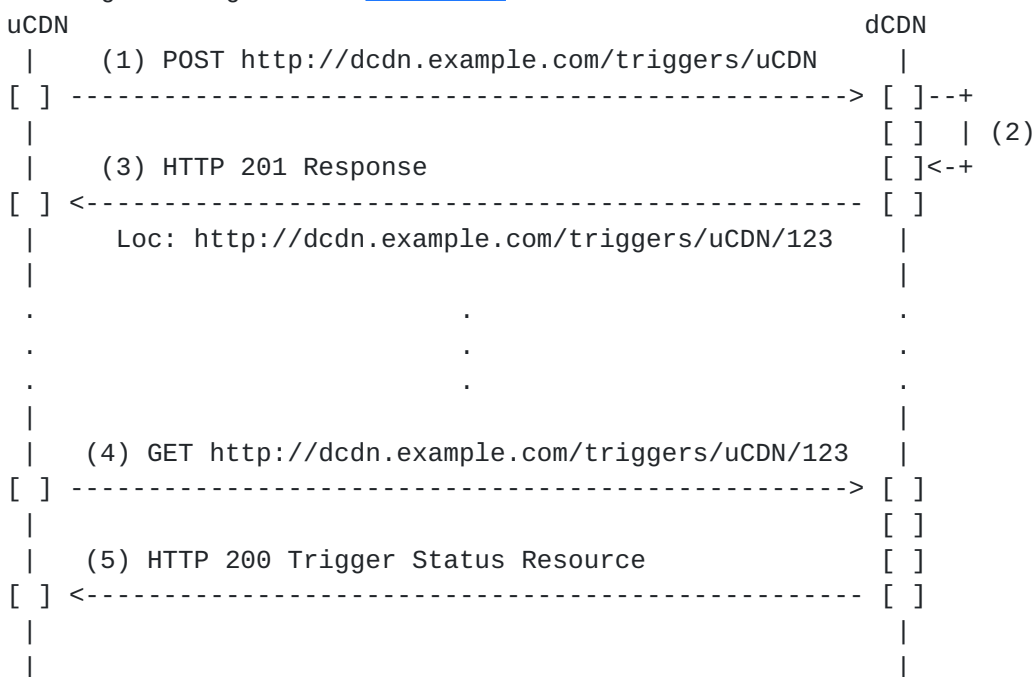 uCDN                                                   dCDN
 |    (1) POST http://dcdn.example.com/triggers/uCDN     |
[ ] --------------------------------------------------> [ ]--+
 |                                                      [ ]  | (2)
 |    (3) HTTP 201 Response                             [ ]<-+
[ ] <-------------------------------------------------- [ ]
 |     Loc: http://dcdn.example.com/triggers/uCDN/123    |
 |                                                       |
 .                           .                           .
 .                           .                           .
 .                           .                           .
 |                                                       |
 |   (4) GET http://dcdn.example.com/triggers/uCDN/123   |
[ ] --------------------------------------------------> [ ]
 |                                                      [ ]
 |   (5) HTTP 200 Trigger Status Resource               [ ]
[ ] <-------------------------------------------------- [ ]
 |                                                       |
 |                                                       |